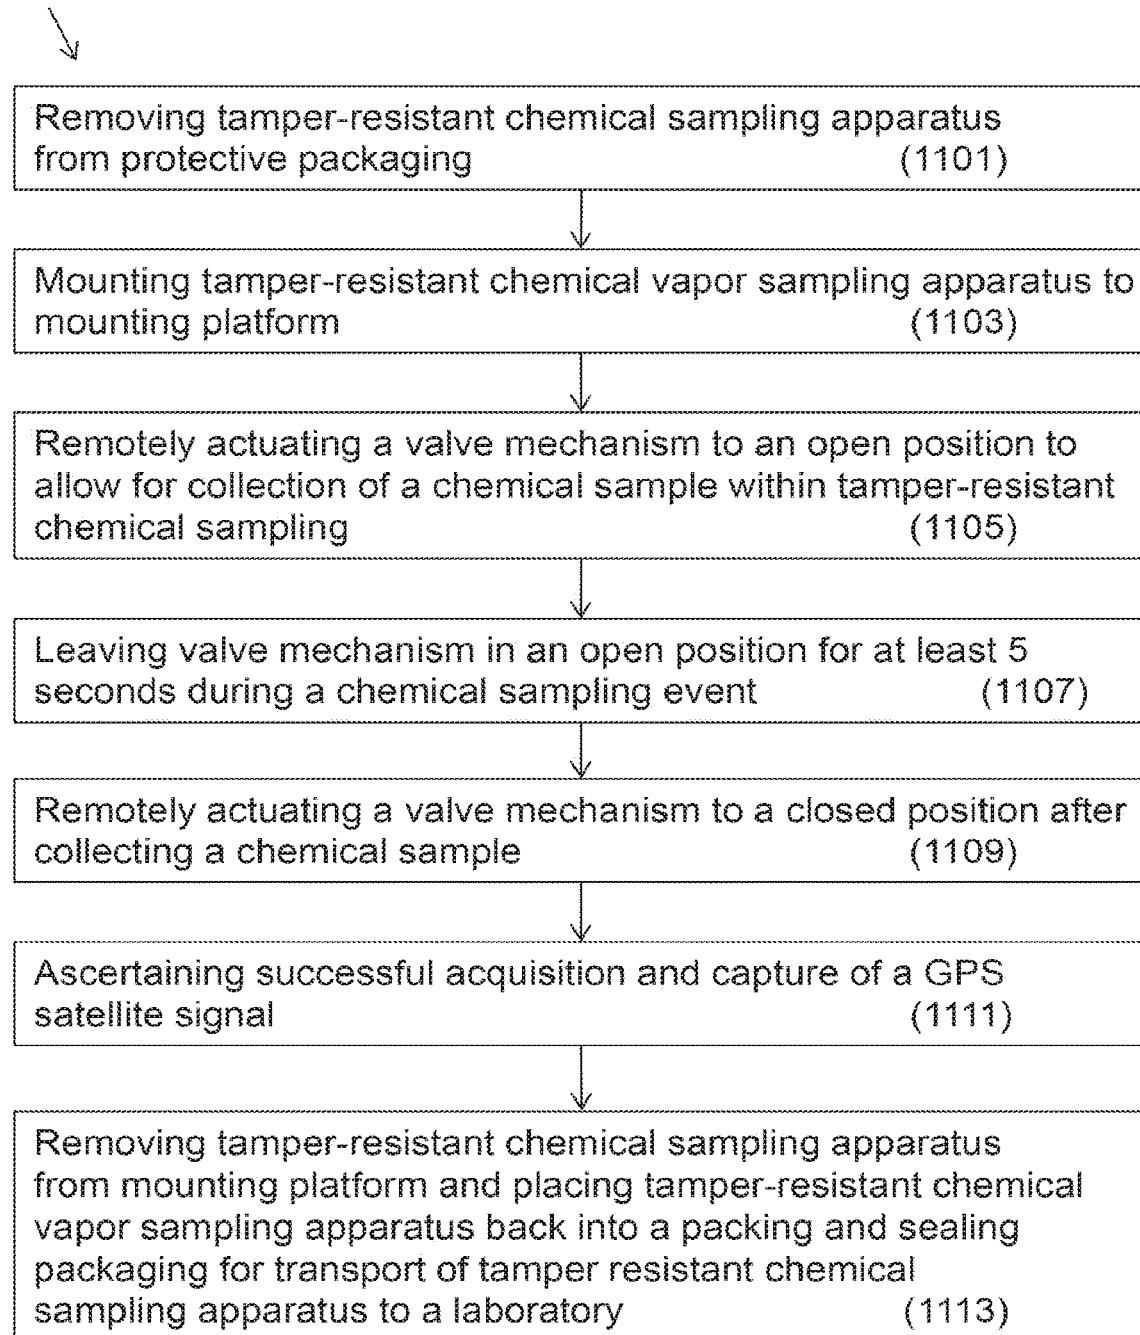 Removing tamper-resistant chemical sampling apparatus
from protective packaging (1101)
Mounting tamper-resistant chemical vapor sampling apparatus to
mounting platform (1103)
Remotely actuating a valve mechanism to an open position to
allow for collection of a chemical sample within tamper-resistant
chemical sampling (1105)
Leaving valve mechanism in an open position for at least 5
seconds during a chemical sampling event (1107)
Remotely actuating a valve mechanism to a closed position after
collecting a chemical sample (1109)
Ascertaining successful acquisition and capture of a GPS
satellite signal (1111)
Removing tamper-resistant chemical sampling apparatus
from mounting platform and placing tamper-resistant chemical
vapor sampling apparatus back into a packing and sealing
packaging for transport of tamper resistant chemical
sampling apparatus to a laboratory (1113)